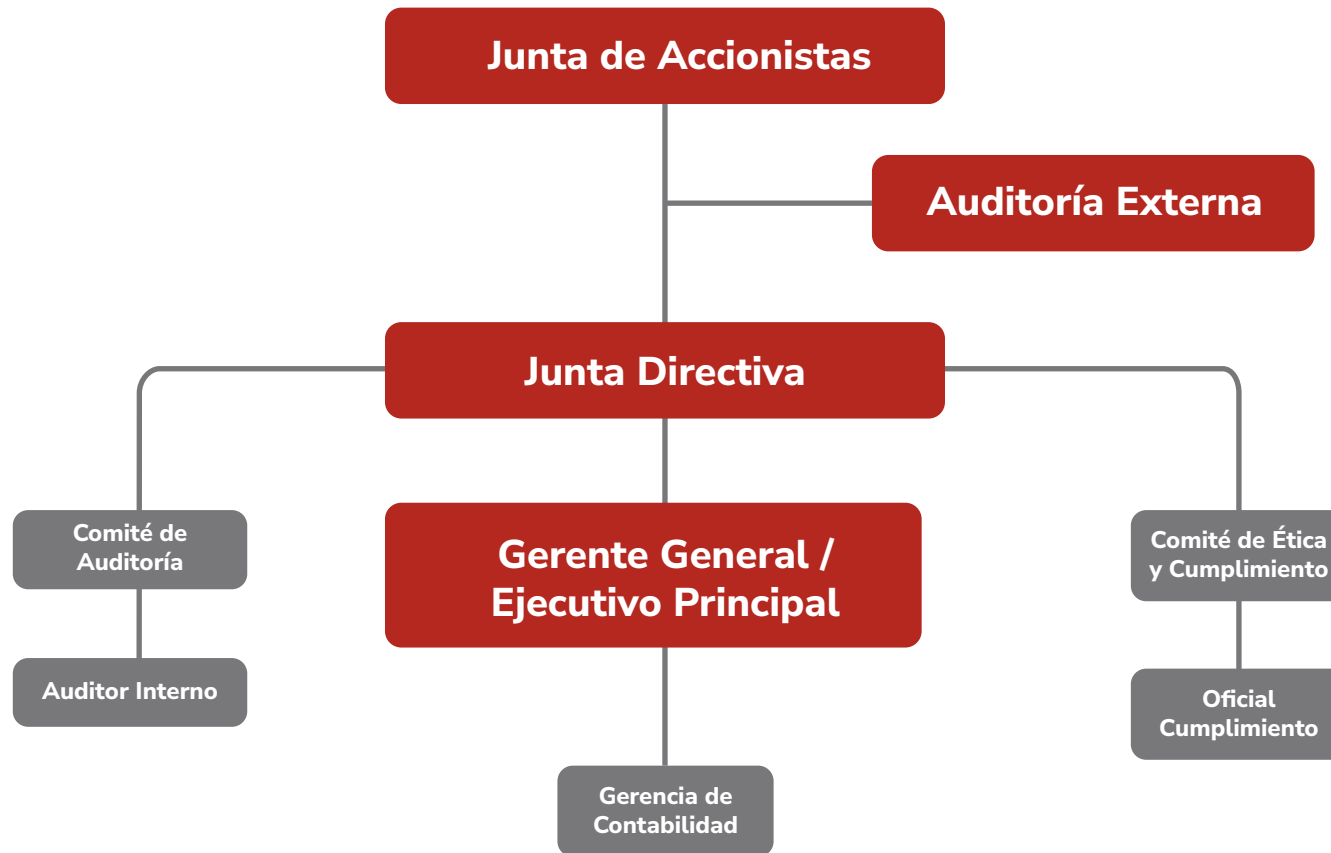 Junta de Accionistas
Auditoría Externa
Junta Directiva
Comité de
Auditoría
Gerente General /
Ejecutivo Principal
Comité de Ética
y Cumplimiento
Auditor Interno
Oficial
Cumplimiento
Gerencia de
Contabilidad